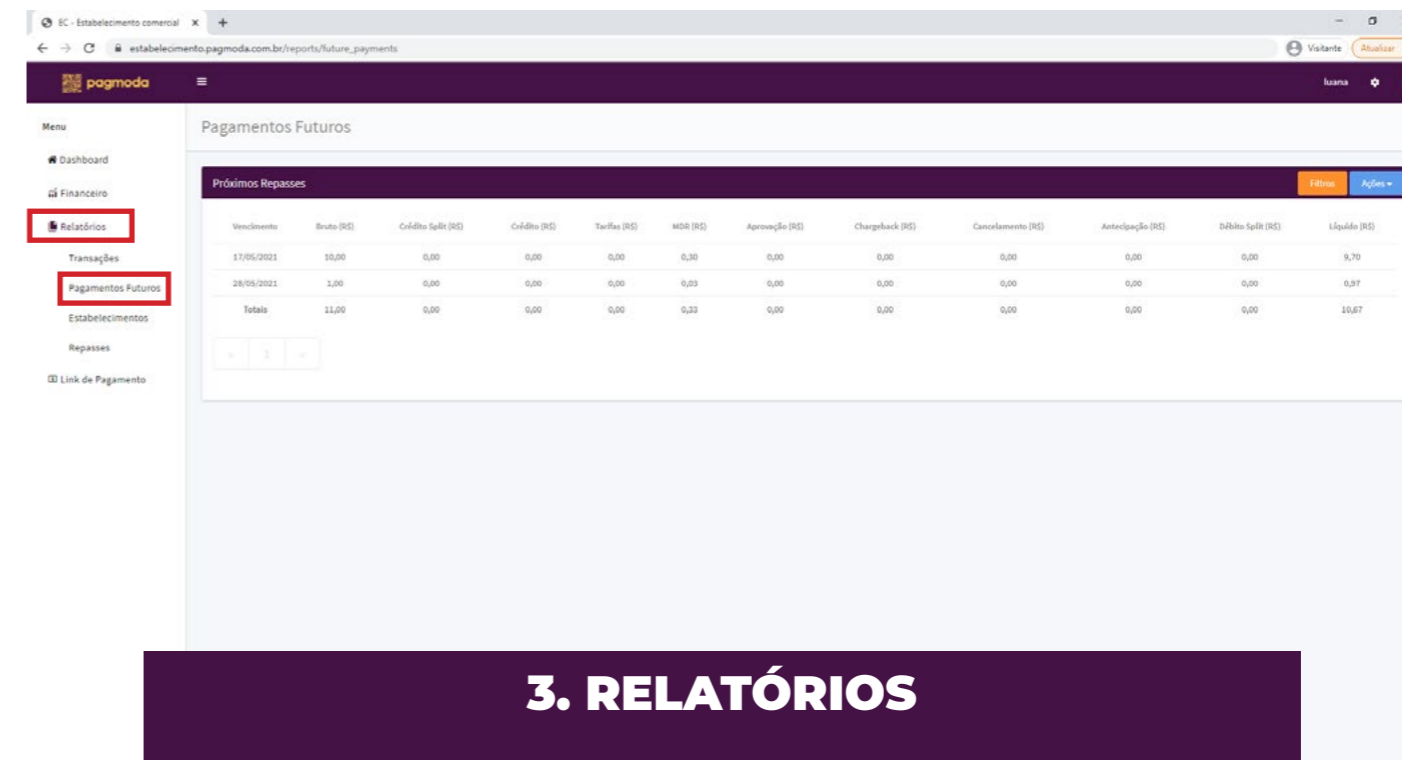 EC - Estabelecimento comercial
estabelecimento.pagmoda.com.br/reports/future_payments
Visitante
Atualizar
pagmoda
luana
Menu
Pagamentos Futuros
Dashboard
Financeiro
Próximos Repasses
Filtros
Ações
Relatórios
Vencimento Bruto (R$) Crédito Split (R$) Crédito (R$) Tarifas (R$) MDR (R$) Aprovação (R$) Chargeback (R$) Cancelamento (R$) Antecipação (R$) Débito Split (R$) Líquido (R$)
Transações
17/05/2021 10,00 0,00 0,00 0,00 0,30 0,00 0,00 0,00 0,00 0,00 9,70
Pagamentos Futuros
28/05/2021 1,00 0,00 0,00 0,00 0,03 0,00 0,00 0,00 0,00 0,00 0,97
Estabelecimentos
Totais 11,00 0,00 0,00 0,00 0,33 0,00 0,00 0,00 0,00 0,00 10,67
Repasses
« 1 »
Link de Pagamento
3. RELATÓRIOS